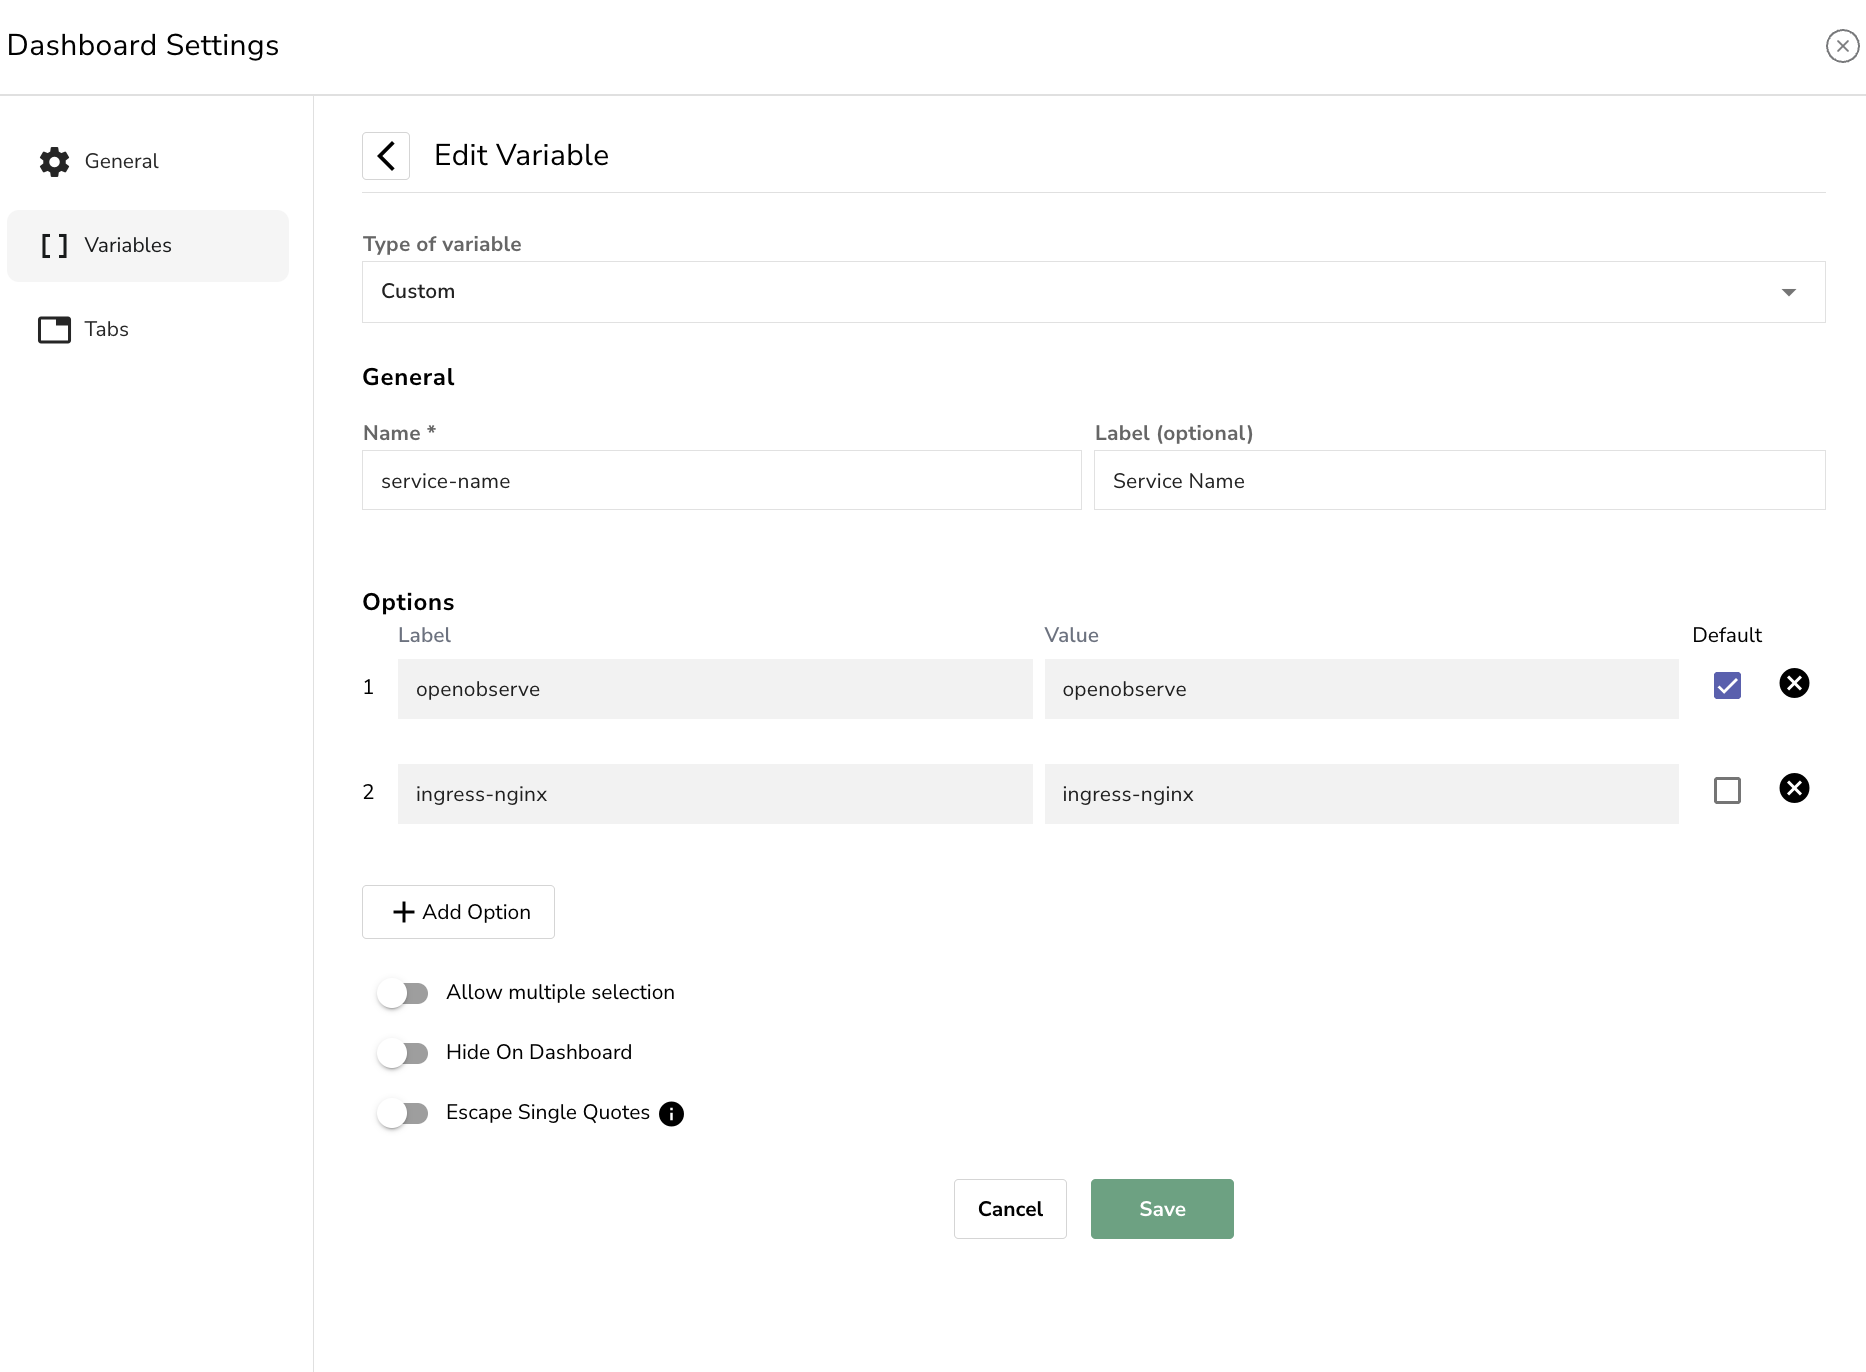 Dashboard Settings
General
Variables
Tabs
Edit Variable
Type of variable
Custom
General
Name *
Label (optional)
service-name
Service Name
Options
Label Value Default
1 openobserve openobserve
2 ingress-nginx ingress-nginx
Add Option
Allow multiple selection
Hide On Dashboard
Escape Single Quotes
Cancel Save